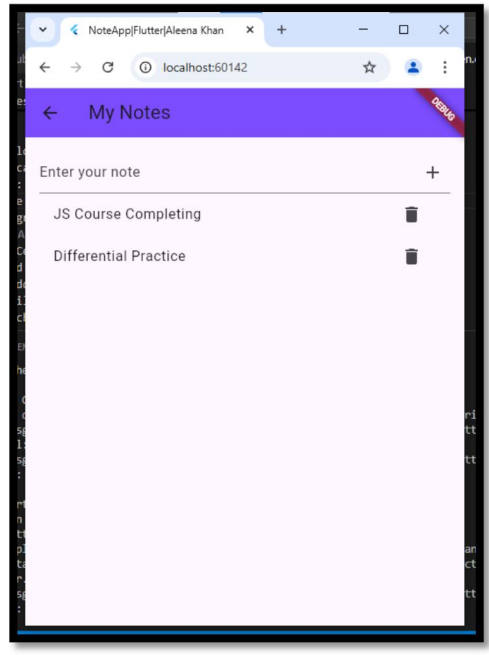 NoteApp|Flutter|Aleena Khan
localhost:60142
My Notes
DEBUG
Enter your note
JS Course Completing
Differential Practice